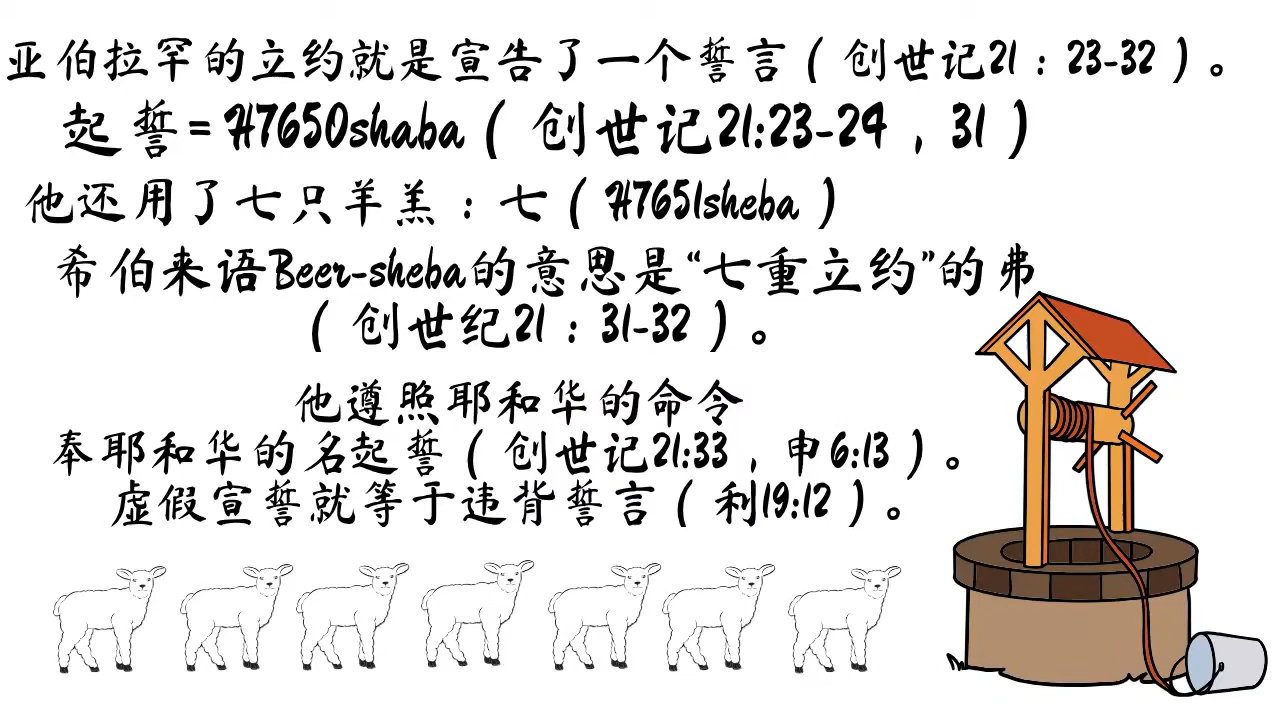 亚伯拉罕的立约就是宣告了一个誓言（创世记21：23-32）。
起誓=H7650shaba（创世记21:23-24，31）
他还用了七只羊羔：七（H7651sheba）
希伯来语Beer-sheba的意思是“七重立约”的弗
（创世纪21：31-32）。
他遵照耶和华的命令
奉耶和华的名起誓（创世记21:33，申6:13）。
虚假宣誓就等于违背誓言（利19:12）。